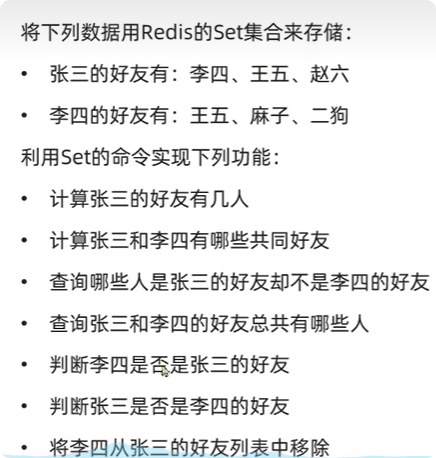 将下列数据用Redis的Set集合来存储：
• 张三的好友有：李四、王五、赵六
• 李四的好友有：王五、麻子、二狗
利用Set的命令实现下列功能：
• 计算张三的好友有几人
• 计算张三和李四有哪些共同好友
• 查询哪些人是张三的好友却不是李四的好友
• 查询张三和李四的好友总共有哪些人
• 判断李四是否是张三的好友
• 判断张三是否是李四的好友
• 将李四从张三的好友列表中移除